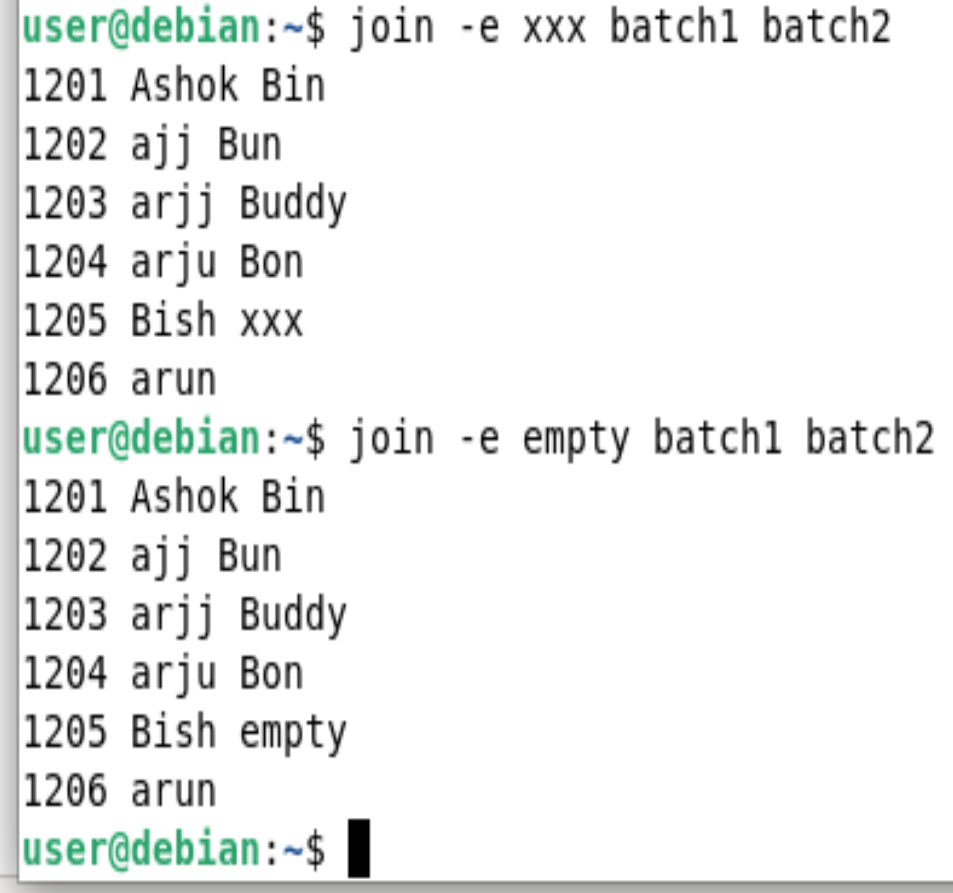 user@debian:~$ join -e xxx batch1 batch2
1201 Ashok Bin
1202 ajj Bun
1203 arjj Buddy
1204 arju Bon
1205 Bish xxx
1206 arun
user@debian:~$ join -e empty batch1 batch2
1201 Ashok Bin
1202 ajj Bun
1203 arjj Buddy
1204 arju Bon
1205 Bish empty
1206 arun
user@debian:~$